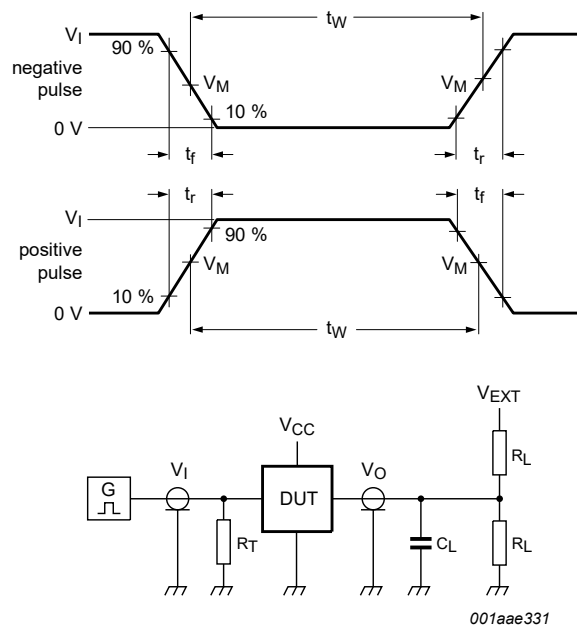 V_I
t_W
90 %
negative
pulse
V_M
V_M
10 %
0 V
t_f
t_r
t_r
t_f
V_I
90 %
positive
pulse
V_M
V_M
10 %
0 V
t_W
V_EXT
V_CC
R_L
V_I
V_O
G
DUT
R_T
C_L
R_L
001aae331